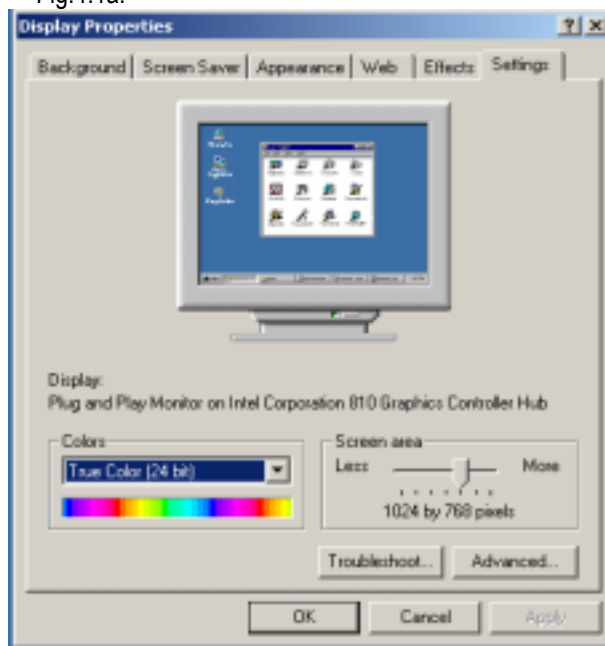 Display Properties
Background Screen Saver Appearance Web Effects Settings
Display:
Plug and Play Monitor on Intel Corporation 810 Graphics Controller Hub
Colors
True Color (24 bit)
Screen area
Less More
1024 by 768 pixels
Troubleshoot... Advanced...
OK Cancel Apply